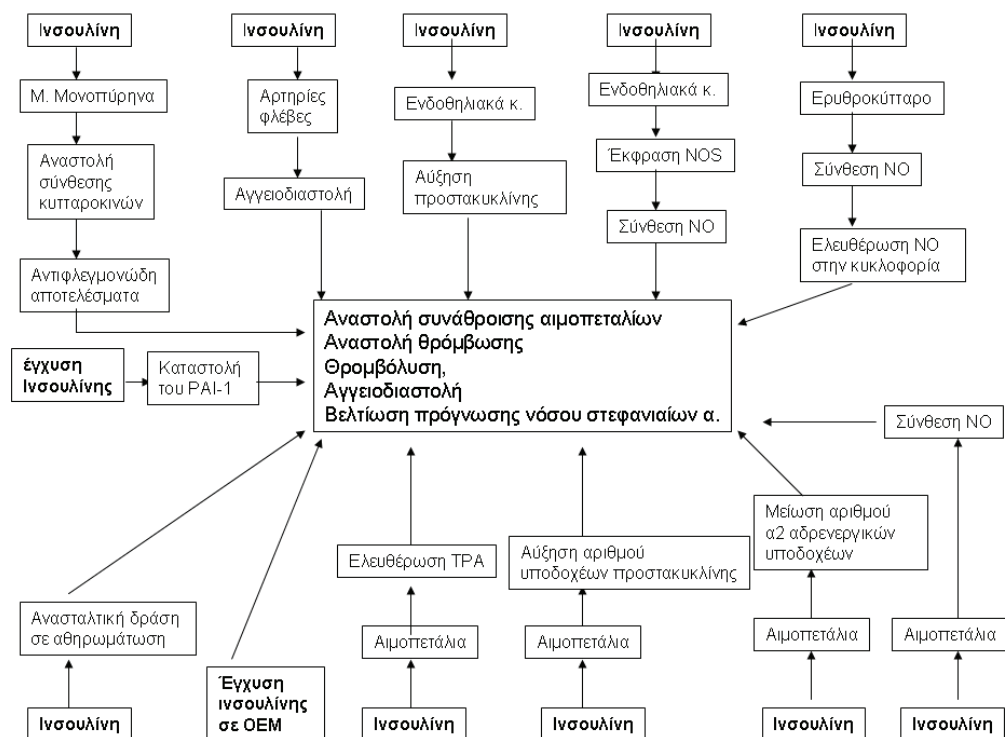 Ινσουλίνη
Ινσουλίνη
Ινσουλίνη
Ινσουλίνη
Ινσουλίνη
Μ. Μονοπύρηνα
Αρτηρίες
φλέβες
Ενδοθηλιακά κ.
Ενδοθηλιακά κ.
Ερυθροκύτταρο
Αναστολή
σύνθεσης
κυτταροκινών
Αγγειοδιαστολή
Αύξηση
προστακυκλίνης
Έκφραση NOS
Σύνθεση NO
Σύνθεση NO
Ελευθέρωση NO
στην κυκλοφορία
Αντιφλεγμονώδη
αποτελέσματα
Αναστολή συνάθροισης αιμοπεταλίων
Αναστολή θρόμβωσης
Θρομβόλυση,
Αγγειοδιαστολή
Βελτίωση πρόγνωσης νόσου στεφανιαίων α.
έγχυση
Ινσουλίνης
Καταστολή
του PAI-1
Σύνθεση NO
Μείωση αριθμού
α2 αδρενεργικών
υποδοχέων
Ελευθέρωση TPA
Αύξηση αριθμού
υποδοχέων προστακυκλίνης
Ανασταλτική δράση
σε αθηρωμάτωση
Αιμοπετάλια
Αιμοπετάλια
Αιμοπετάλια
Αιμοπετάλια
Ινσουλίνη
Έγχυση
ινσουλίνης
σε ΟΕΜ
Ινσουλίνη
Ινσουλίνη
Ινσουλίνη
Ινσουλίνη